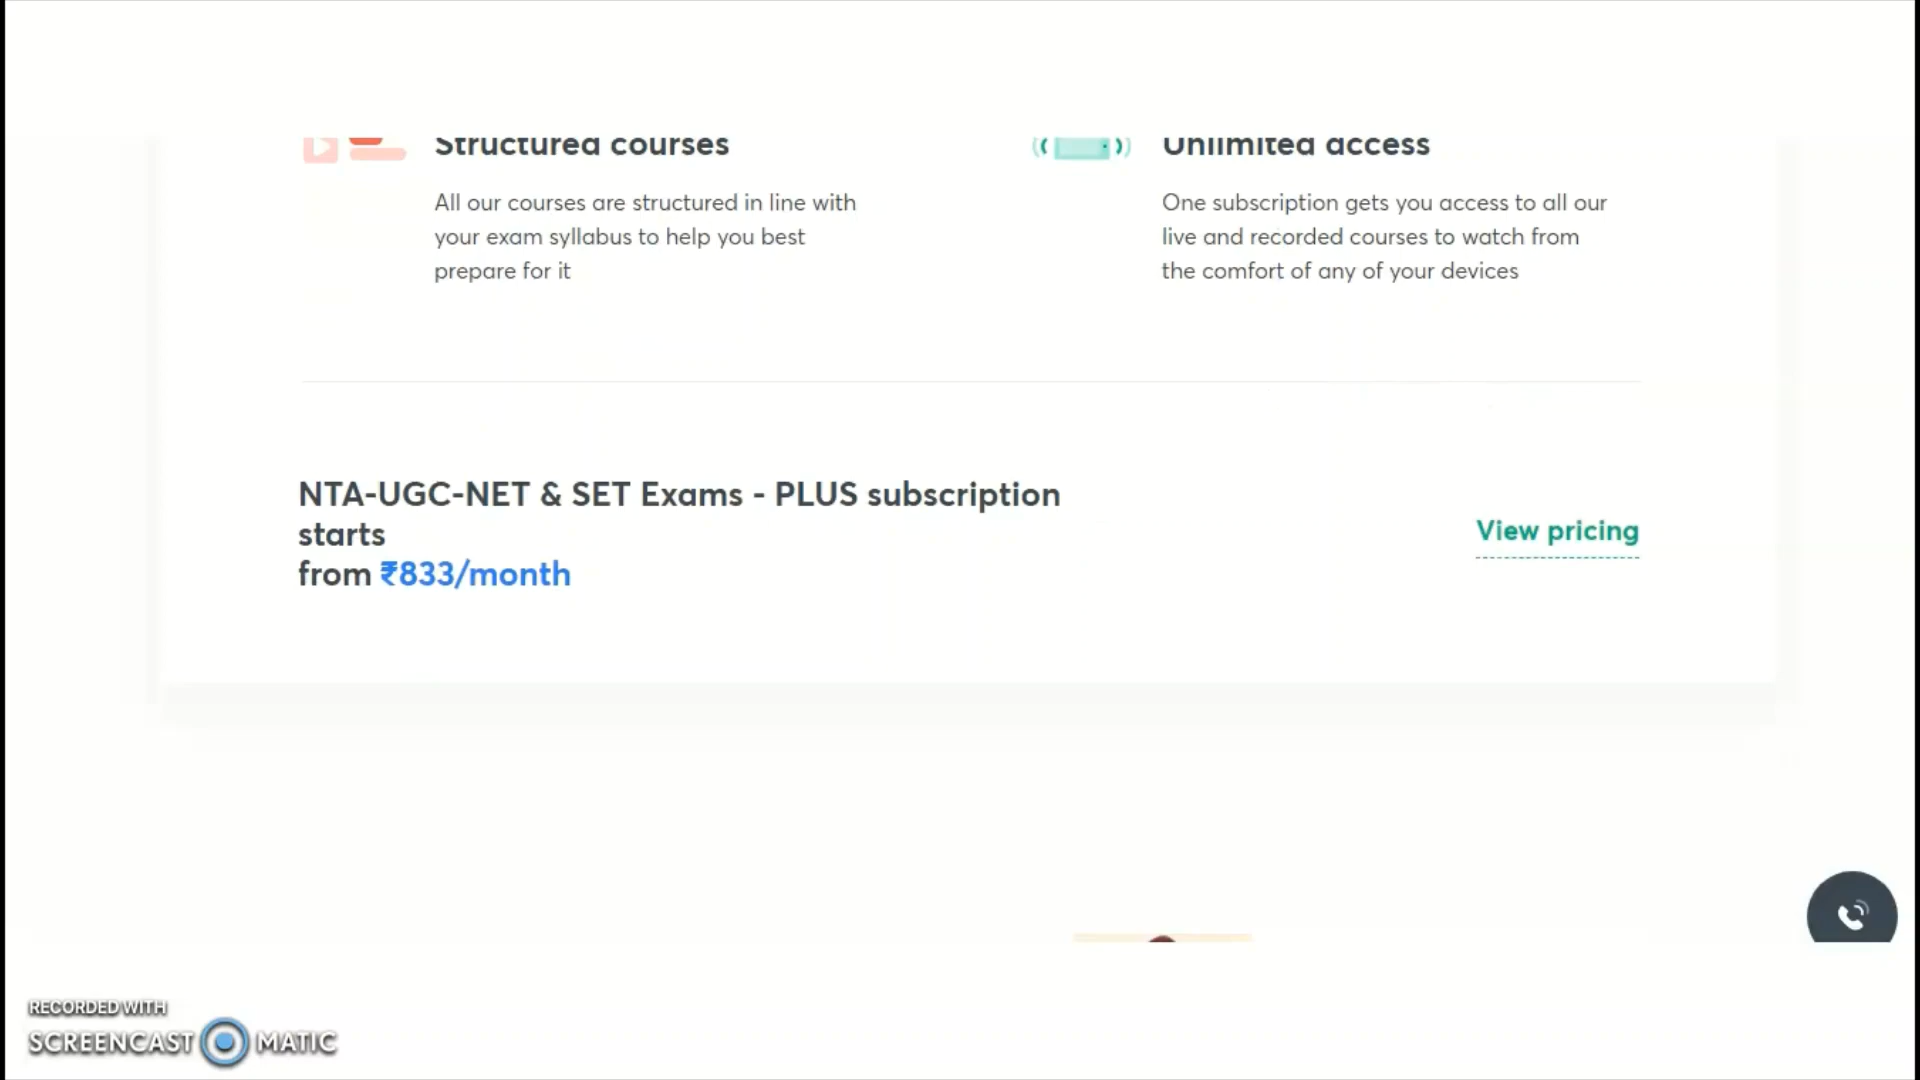 Structured courses
All our courses are structured in line with
your exam syllabus to help you best
prepare for it
Unlimited access
One subscription gets you access to all our
live and recorded courses to watch from
the comfort of any of your devices
NTA-UGC-NET & SET Exams - PLUS subscription
starts
from ₹833/month
View pricing
RECORDED WITH
SCREENCAST MATIC